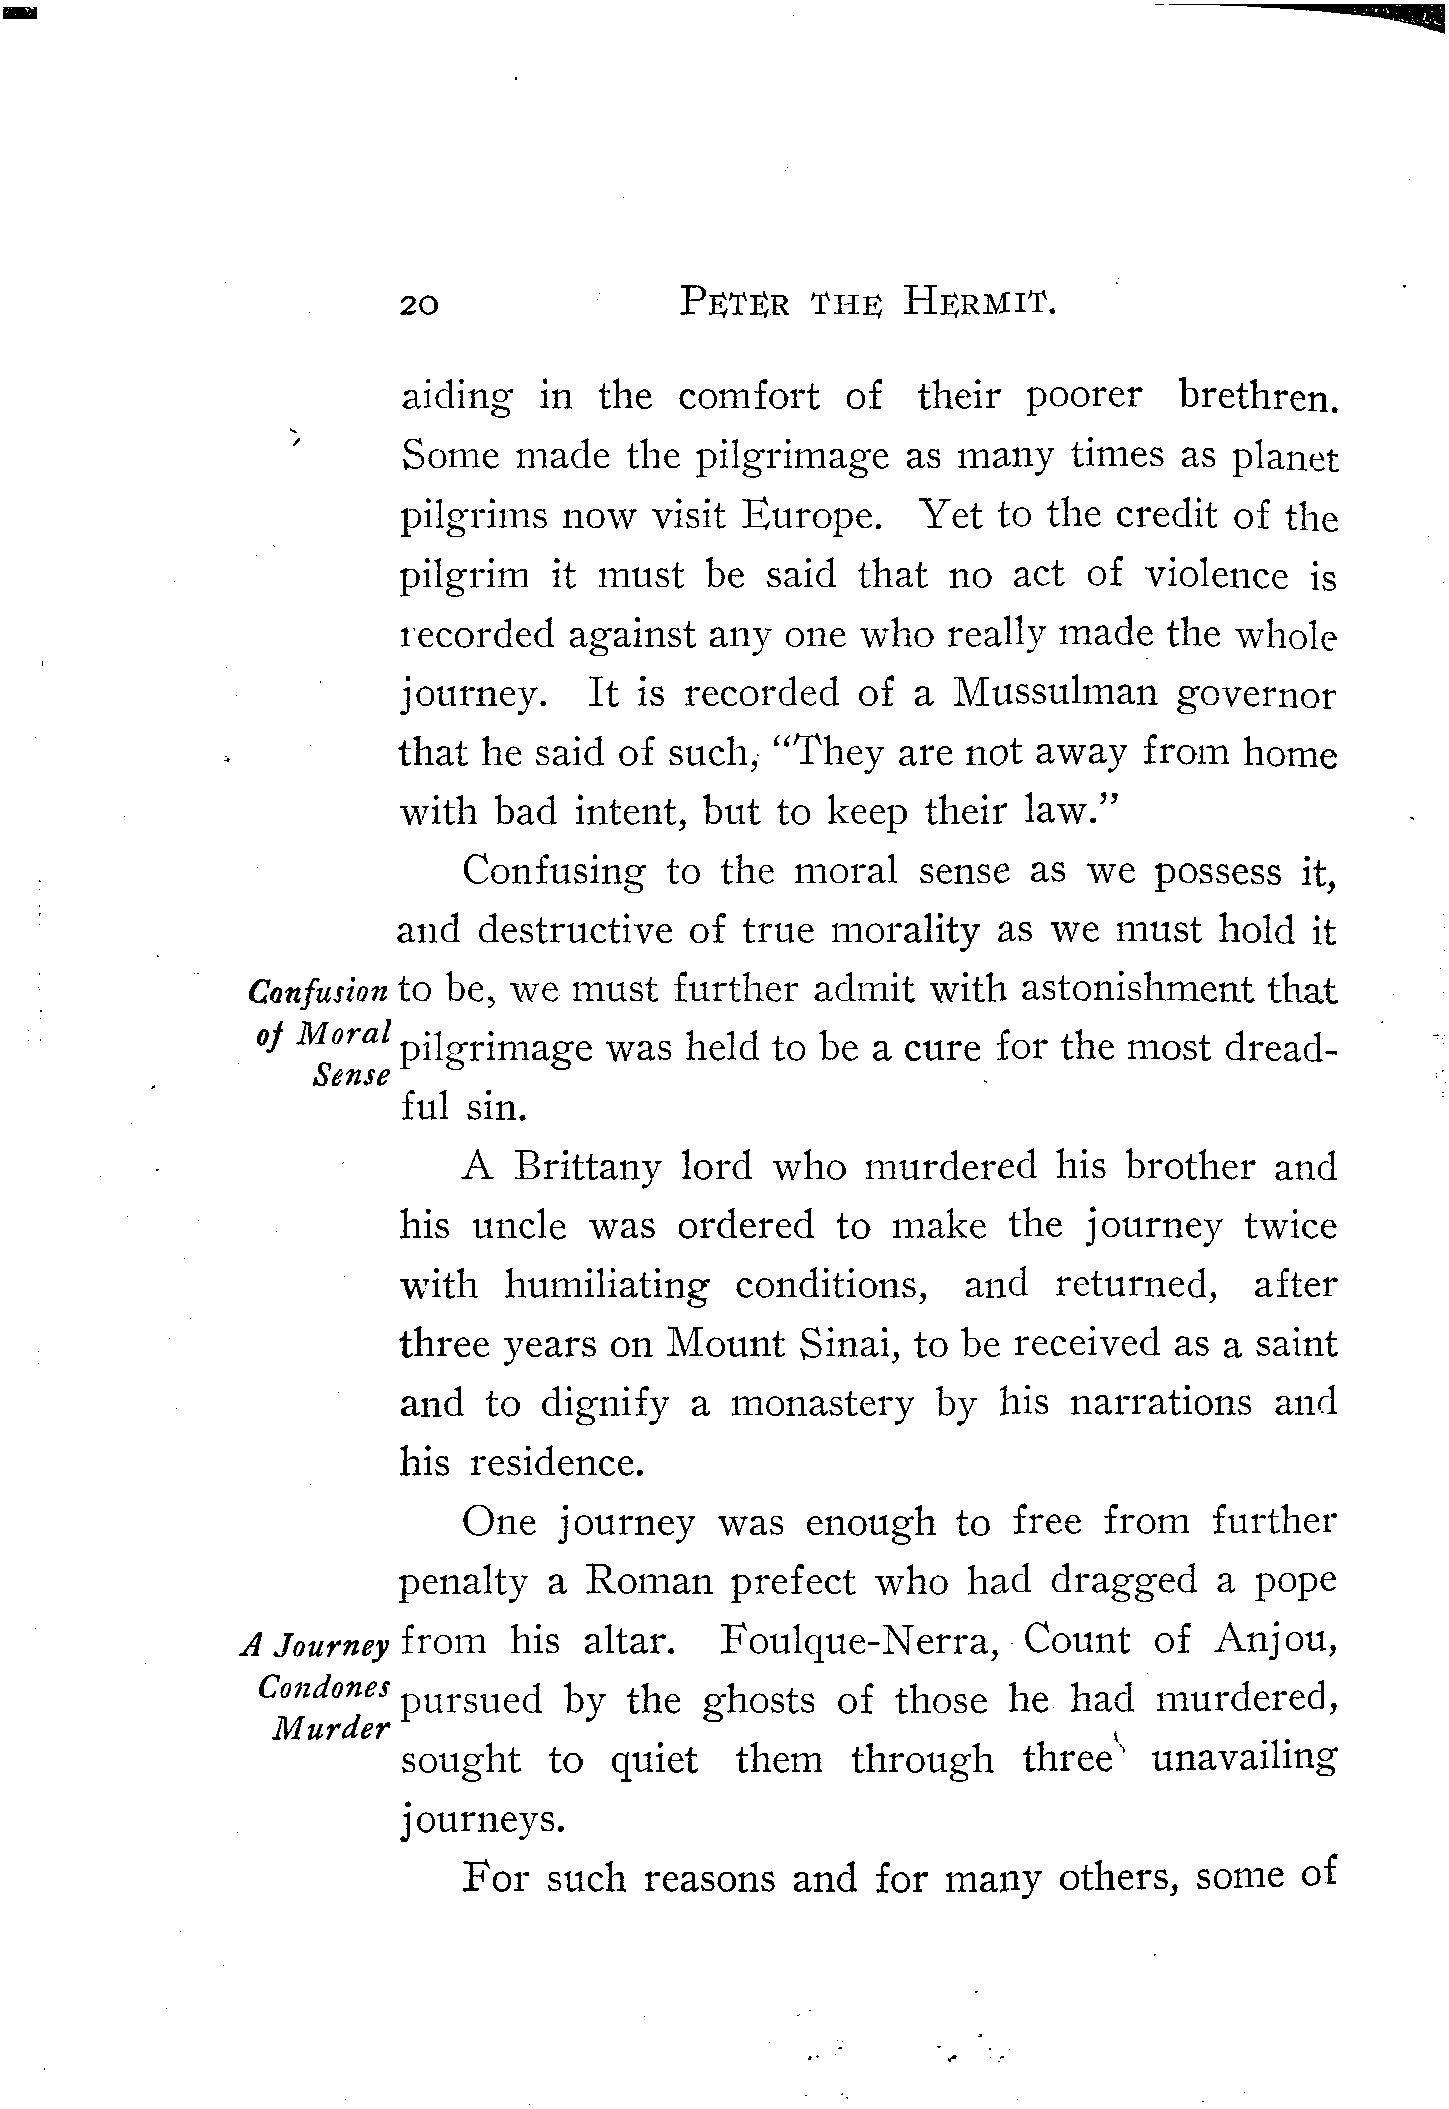 20 PETER THE HERMIT.
aiding in the comfort of their poorer brethren.
Some made the pilgrimage as many times as planet
pilgrims now visit Europe. Yet to the credit of the
pilgrim it must be said that no act of violence is
recorded against any one who really made the whole
journey. It is recorded of a Mussulman governor
that he said of such, "They are not away from home
with bad intent, but to keep their law."
Confusing to the moral sense as we possess it,
and destructive of true morality as we must hold it
Confusion
of Moral
Sense
to be, we must further admit with astonishment that
pilgrimage was held to be a cure for the most dread-
ful sin.
A Brittany lord who murdered his brother and
his uncle was ordered to make the journey twice
with humiliating conditions, and returned, after
three years on Mount Sinai, to be received as a saint
and to dignify a monastery by his narrations and
his residence.
One journey was enough to free from further
penalty a Roman prefect who had dragged a pope
A Journey
Condones
Murder
from his altar. Foulque-Nerra, Count of Anjou,
pursued by the ghosts of those he had murdered,
sought to quiet them through three unavailing
journeys.
For such reasons and for many others, some of